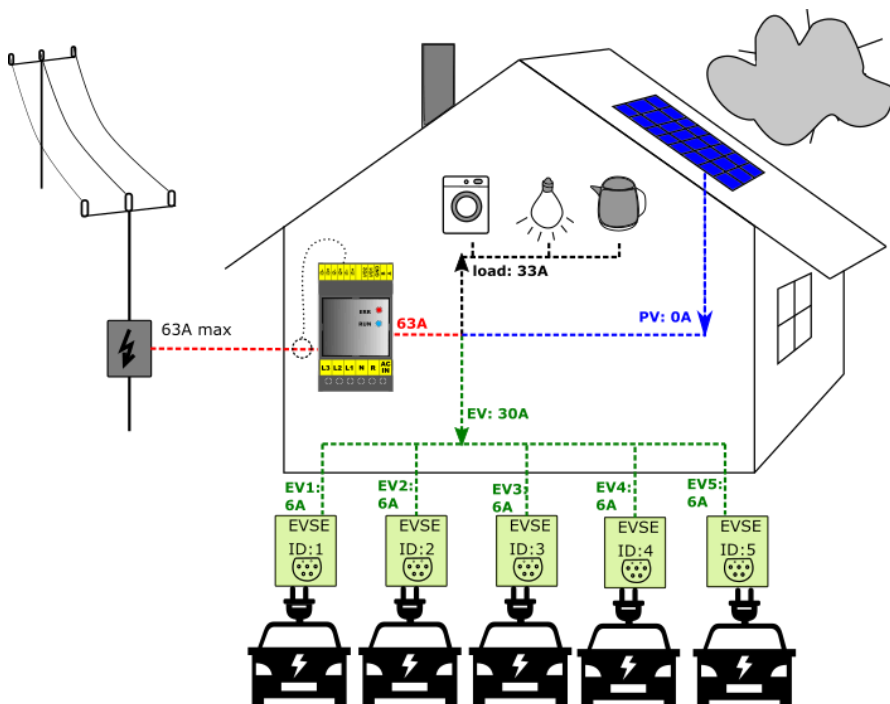 load: 33A
ERR
RUN
63A max
63A
PV: 0A
L3 L2 L1 N R AC IN
EV: 30A
EV1: 6A
EV2: 6A
EV3: 6A
EV4: 6A
EV5: 6A
EVSE ID:1
EVSE ID:2
EVSE ID:3
EVSE ID:4
EVSE ID:5